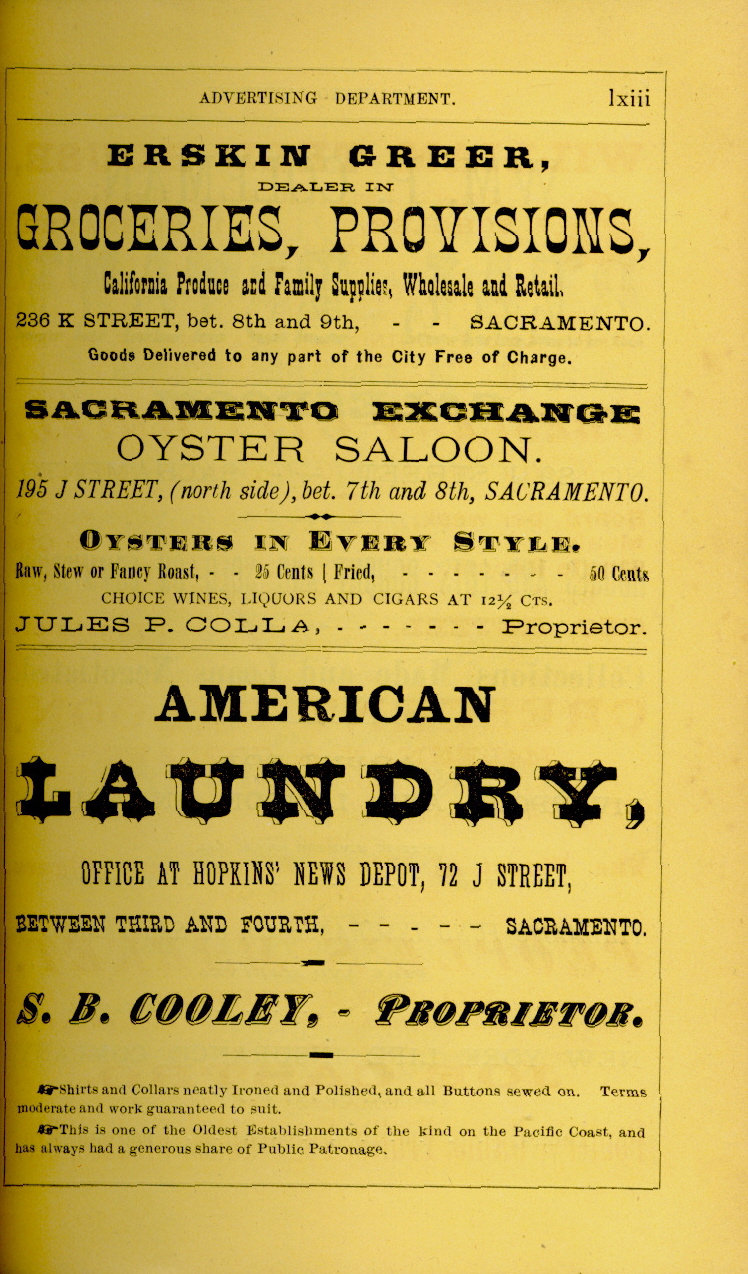 ADVERTISING DEPARTMENT. lxiii
ERSKIN GREER,
DEALER IN
GROCERIES, PROVISIONS,
California Produce and Family Supplies, Wholesale and Retail.
236 K STREET, bet. 8th and 9th, - - SACRAMENTO.
Goods Delivered to any part of the City Free of Charge.
SACRAMENTO EXCHANGE
OYSTER SALOON.
195 J STREET, (north side), bet. 7th and 8th, SACRAMENTO.
OYSTERS IN EVERY STYLE.
Raw, Stew or Fancy Roast, - - 25 Cents | Fried, - - - - - - - 50 Cents
CHOICE WINES, LIQUORS AND CIGARS AT 12½ CTS.
JULES P. COLLA, - - - - - - - Proprietor.
AMERICAN
LAUNDRY,
OFFICE AT HOPKINS' NEWS DEPOT, 72 J STREET,
BETWEEN THIRD AND FOURTH, - - - - - SACRAMENTO.
S. B. COOLEY, - PROPRIETOR.
☛Shirts and Collars neatly Ironed and Polished, and all Buttons sewed on. Terms
moderate and work guaranteed to suit.
☛This is one of the Oldest Establishments of the kind on the Pacific Coast, and
has always had a generous share of Public Patronage.